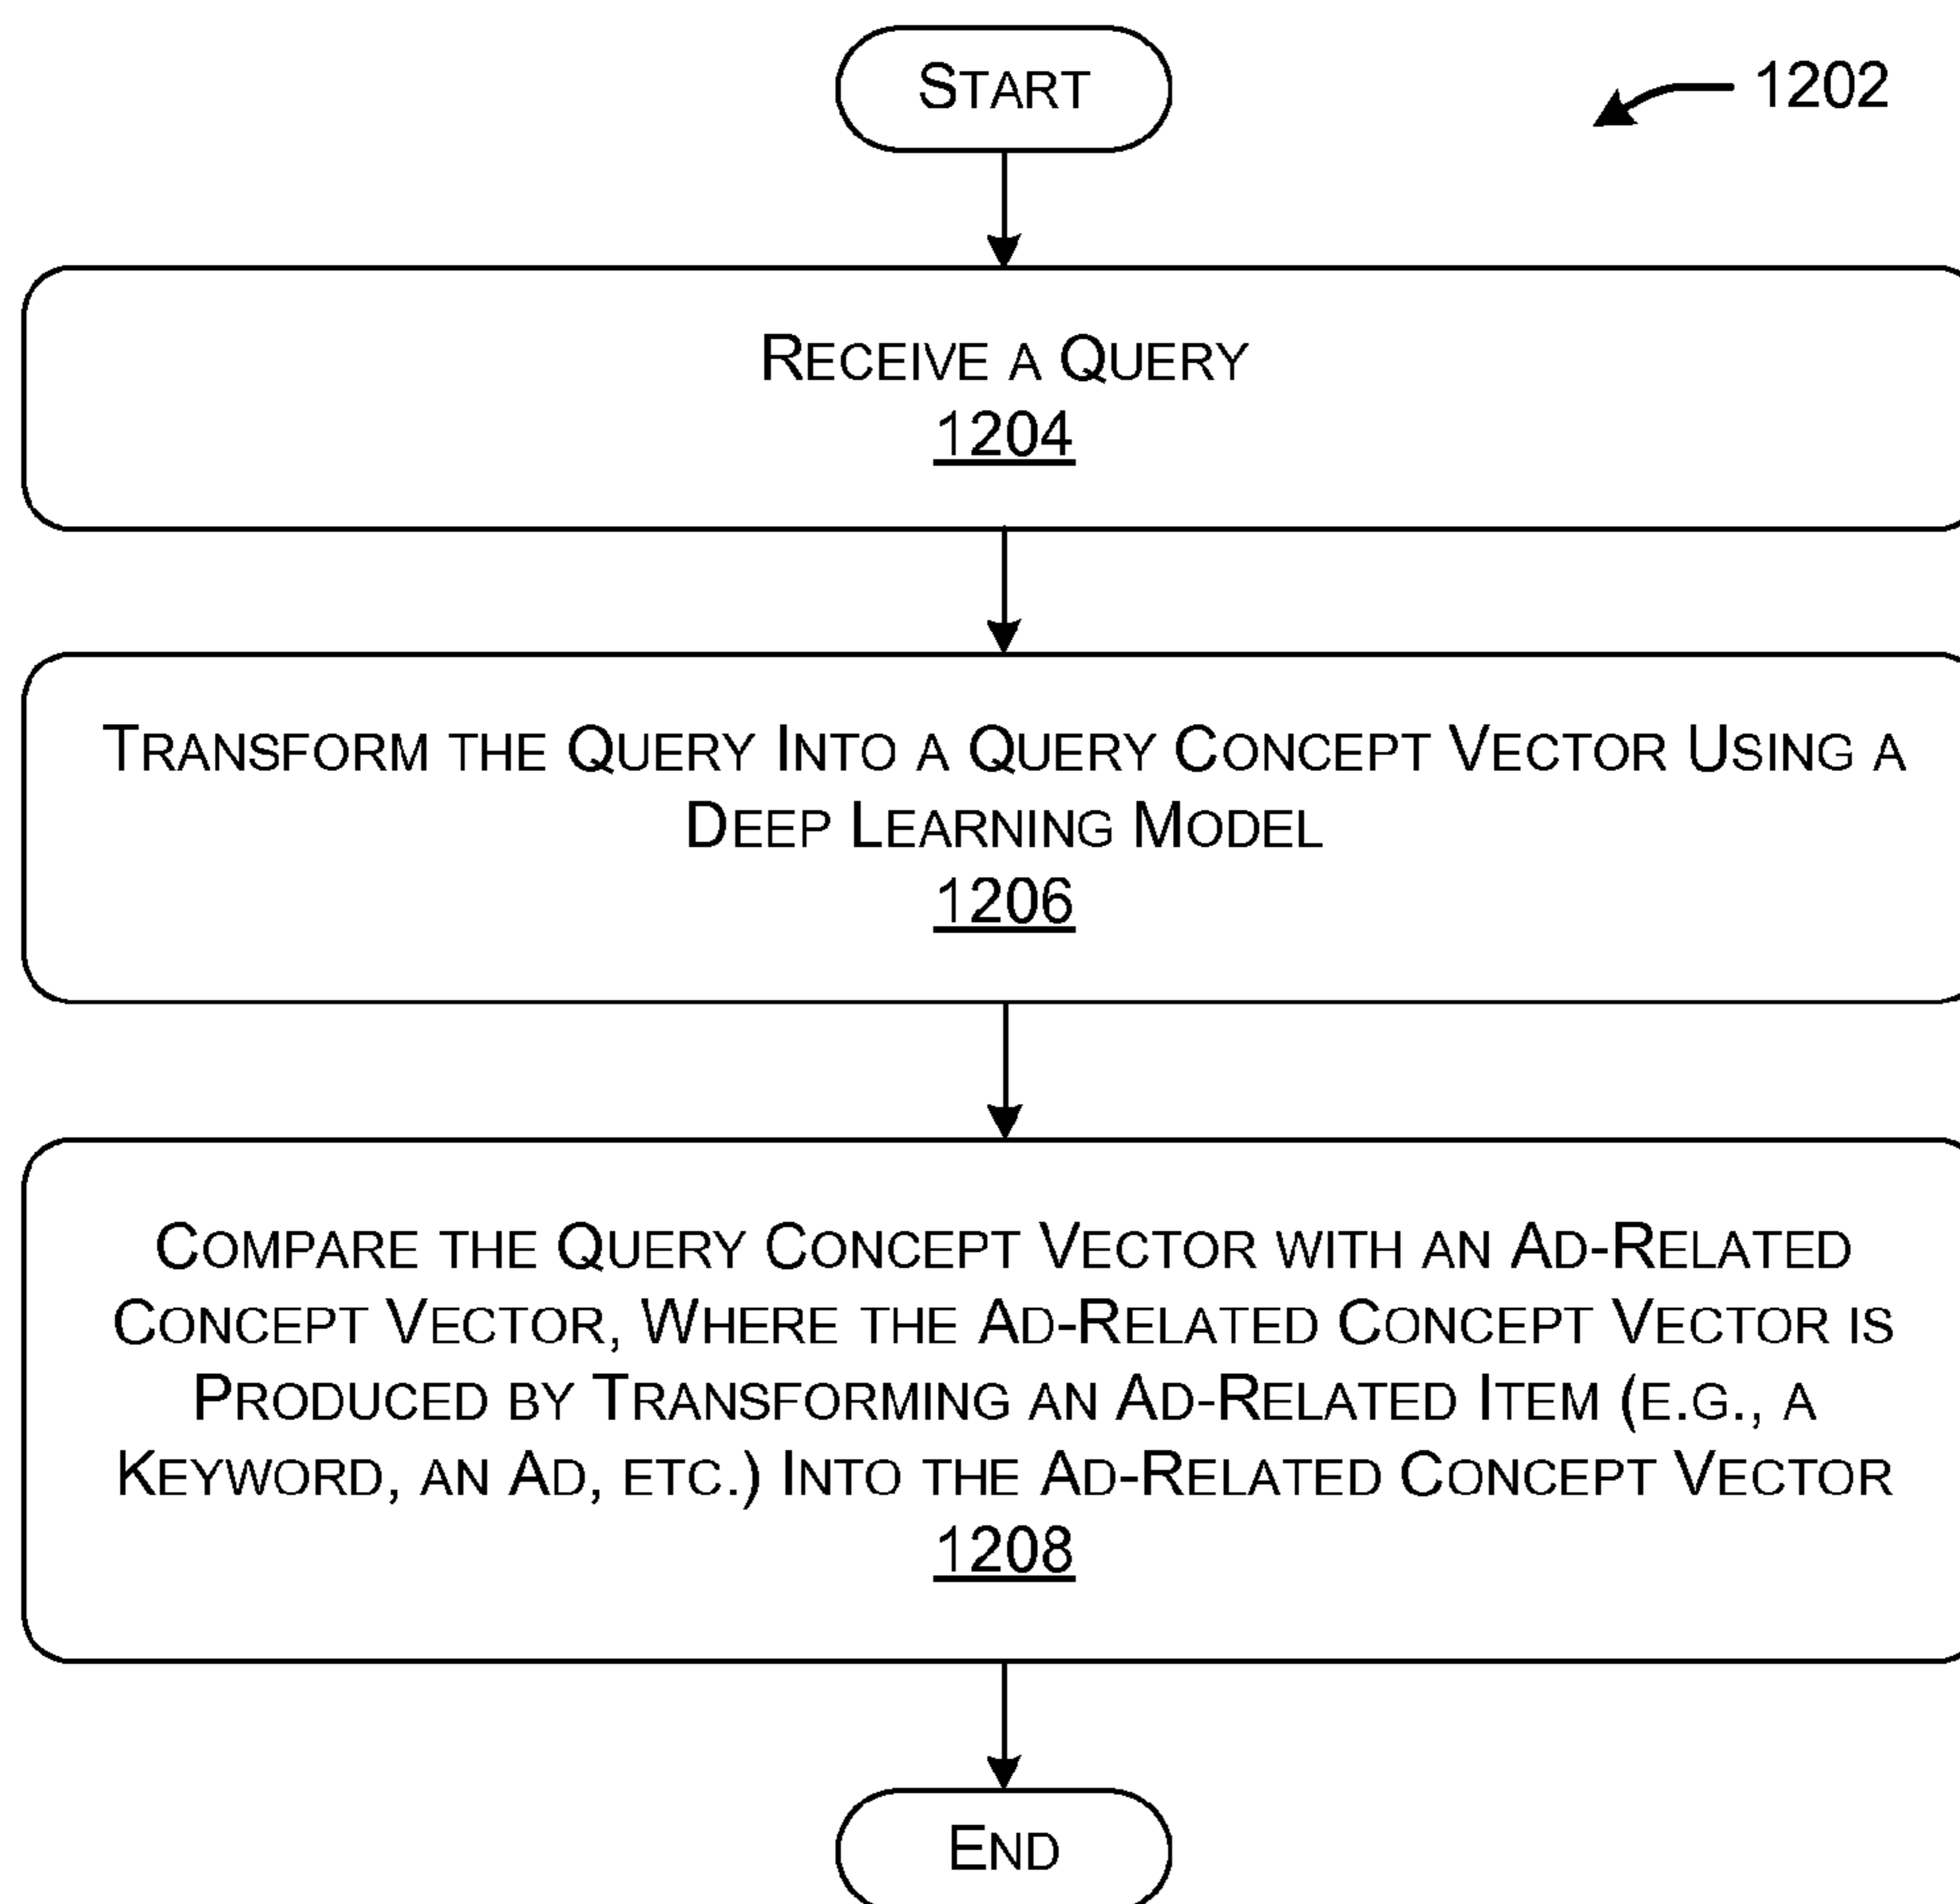 START
1202
RECEIVE A QUERY
1204
TRANSFORM THE QUERY INTO A QUERY CONCEPT VECTOR USING A
DEEP LEARNING MODEL
1206
COMPARE THE QUERY CONCEPT VECTOR WITH AN AD-RELATED
CONCEPT VECTOR, WHERE THE AD-RELATED CONCEPT VECTOR IS
PRODUCED BY TRANSFORMING AN AD-RELATED ITEM (E.G., A
KEYWORD, AN AD, ETC.) INTO THE AD-RELATED CONCEPT VECTOR
1208
END